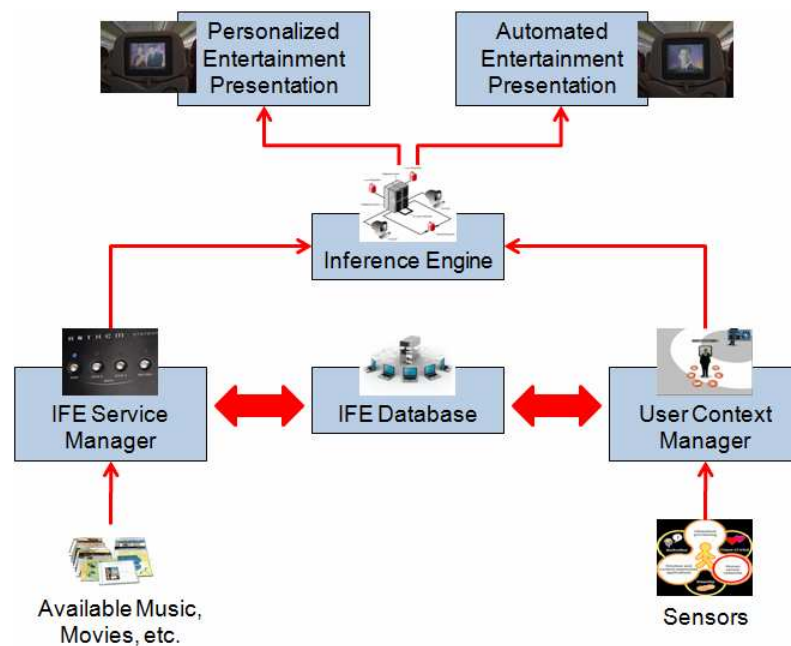 Personalized
Entertainment
Presentation
Automated
Entertainment
Presentation
Inference Engine
IFE Service
Manager
IFE Database
User Context
Manager
Available Music,
Movies, etc.
Sensors